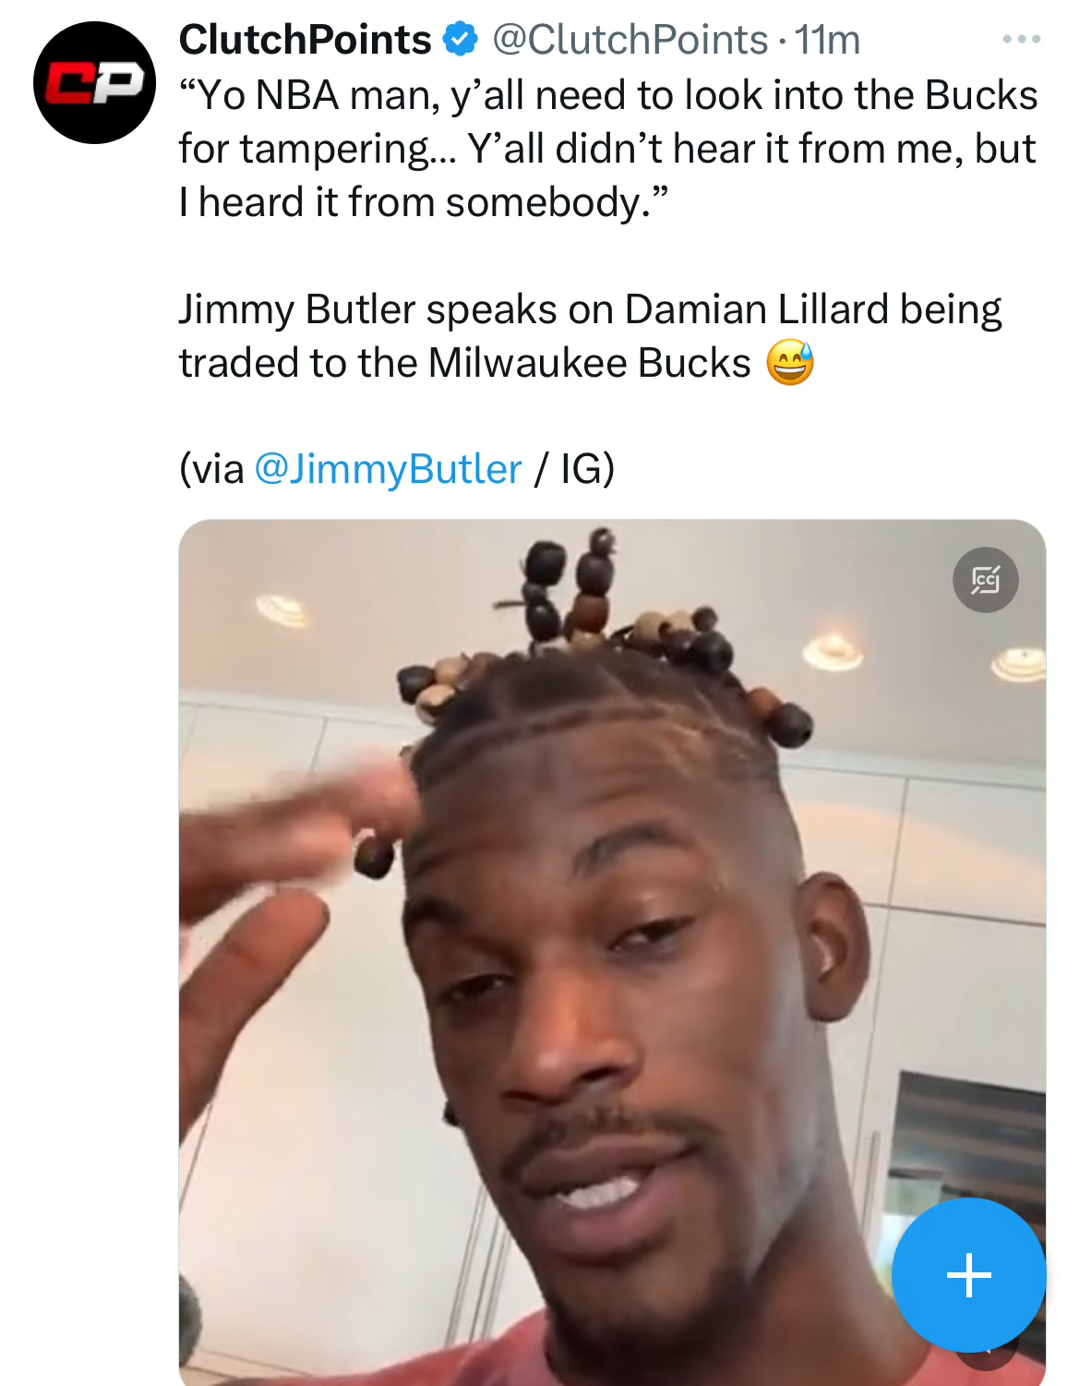 ClutchPoints @ClutchPoints · 11m
CP
“Yo NBA man, y’all need to look into the Bucks
for tampering... Y’all didn’t hear it from me, but
I heard it from somebody.”
Jimmy Butler speaks on Damian Lillard being
traded to the Milwaukee Bucks 😅
(via @JimmyButler / IG)
CC